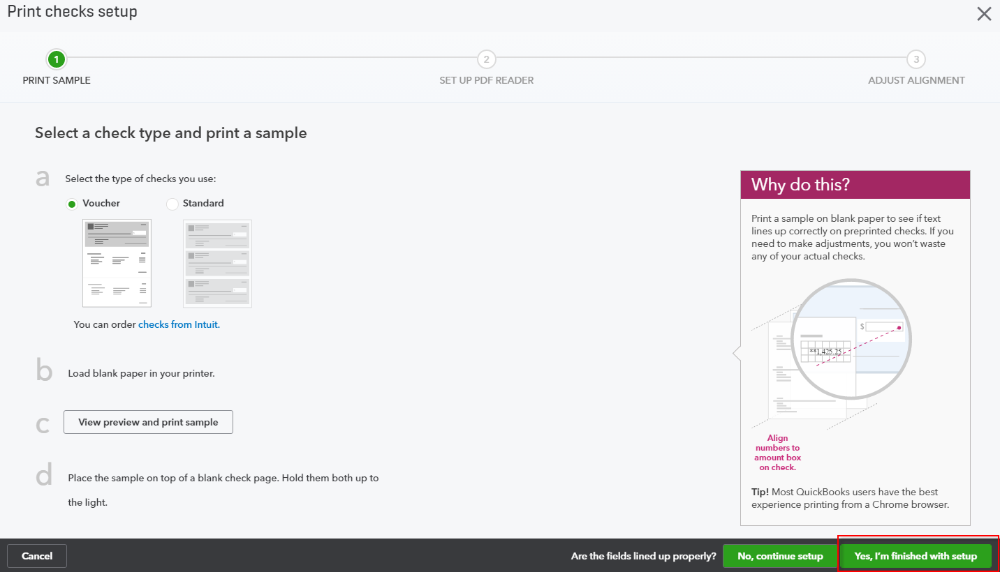 Print checks setup
1
2
3
PRINT SAMPLE
SET UP PDF READER
ADJUST ALIGNMENT
Select a check type and print a sample
a
Select the type of checks you use:
Voucher
Standard
You can order checks from Intuit.
b
Load blank paper in your printer.
c
View preview and print sample
d
Place the sample on top of a blank check page. Hold them both up to
the light.
Why do this?
Print a sample on blank paper to see if text
lines up correctly on preprinted checks. If you
need to make adjustments, you won't waste
any of your actual checks.
$
**1,425.25
Align
numbers to
amount box
on check.
Tip! Most QuickBooks users have the best
experience printing from a Chrome browser.
Cancel
Are the fields lined up properly?
No, continue setup
Yes, I'm finished with setup